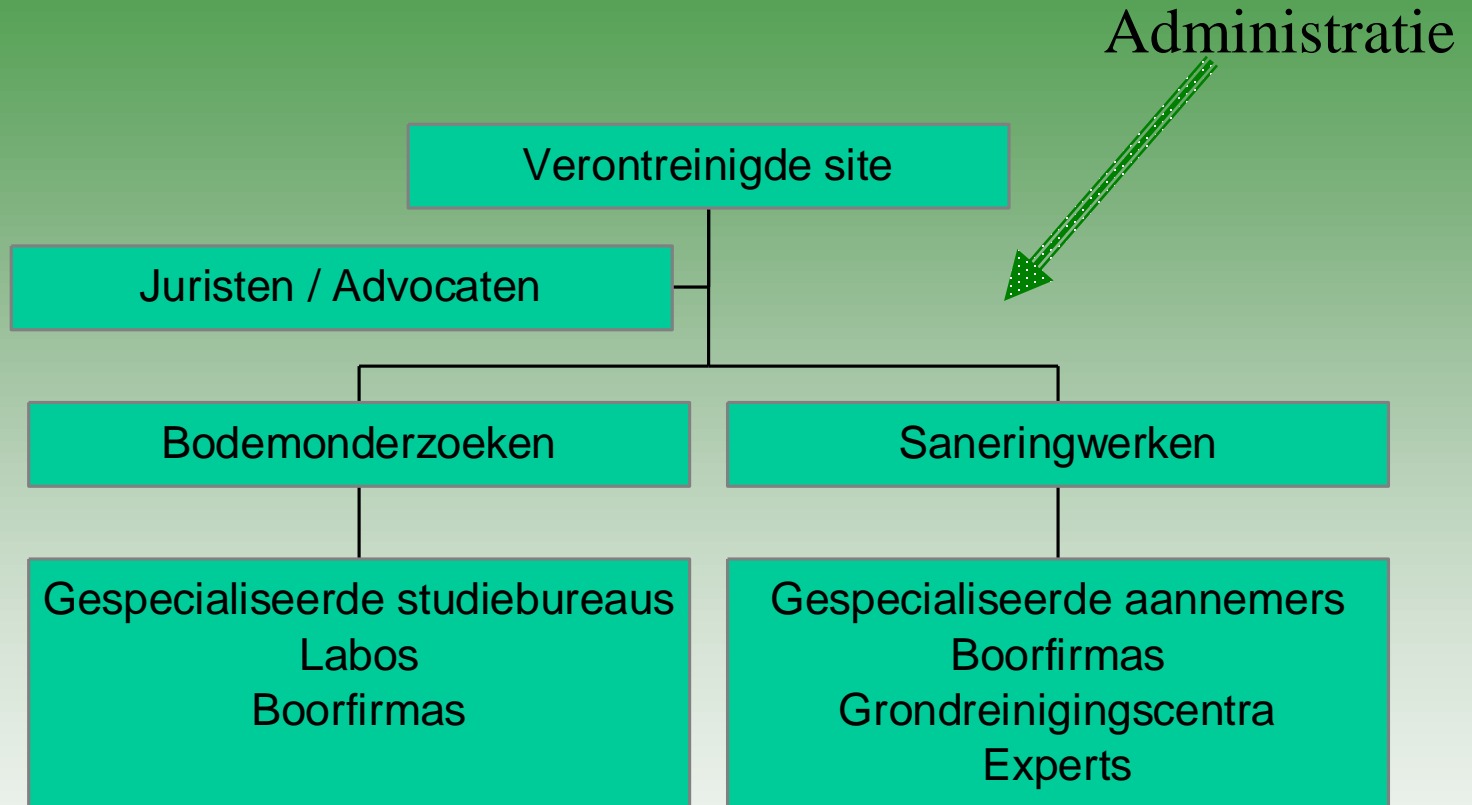 Administratie
Verontreinigde site
Juristen / Advocaten
Bodemonderzoeken
Saneringwerken
Gespecialiseerde studiebureaus
Labos
Boorfirmas
Gespecialiseerde aannemers
Boorfirmas
Grondreinigingscentra
Experts